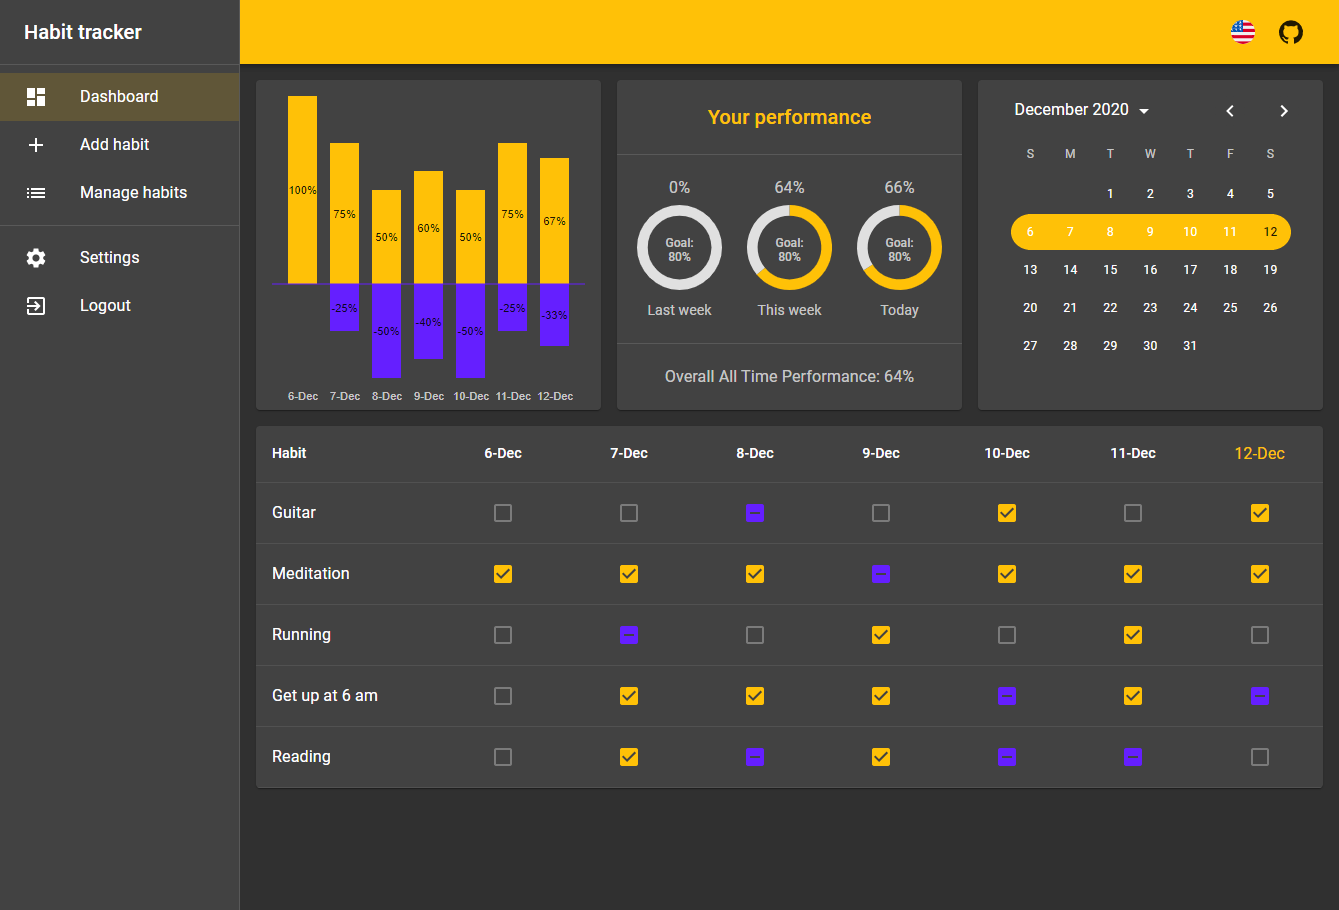 Habit tracker
Dashboard
Add habit
Manage habits
Settings
Logout
100% 75% 50% 60% 50% 75% 67%
-25% -50% -40% -50% -25% -33%
6-Dec 7-Dec 8-Dec 9-Dec 10-Dec 11-Dec 12-Dec
Your performance
0% 64% 66%
Goal: Goal: Goal:
80% 80% 80%
Last week This week Today
Overall All Time Performance: 64%
December 2020
S M T W T F S
1 2 3 4 5
6 7 8 9 10 11 12
13 14 15 16 17 18 19
20 21 22 23 24 25 26
27 28 29 30 31
Habit 6-Dec 7-Dec 8-Dec 9-Dec 10-Dec 11-Dec 12-Dec
Guitar
Meditation
Running
Get up at 6 am
Reading